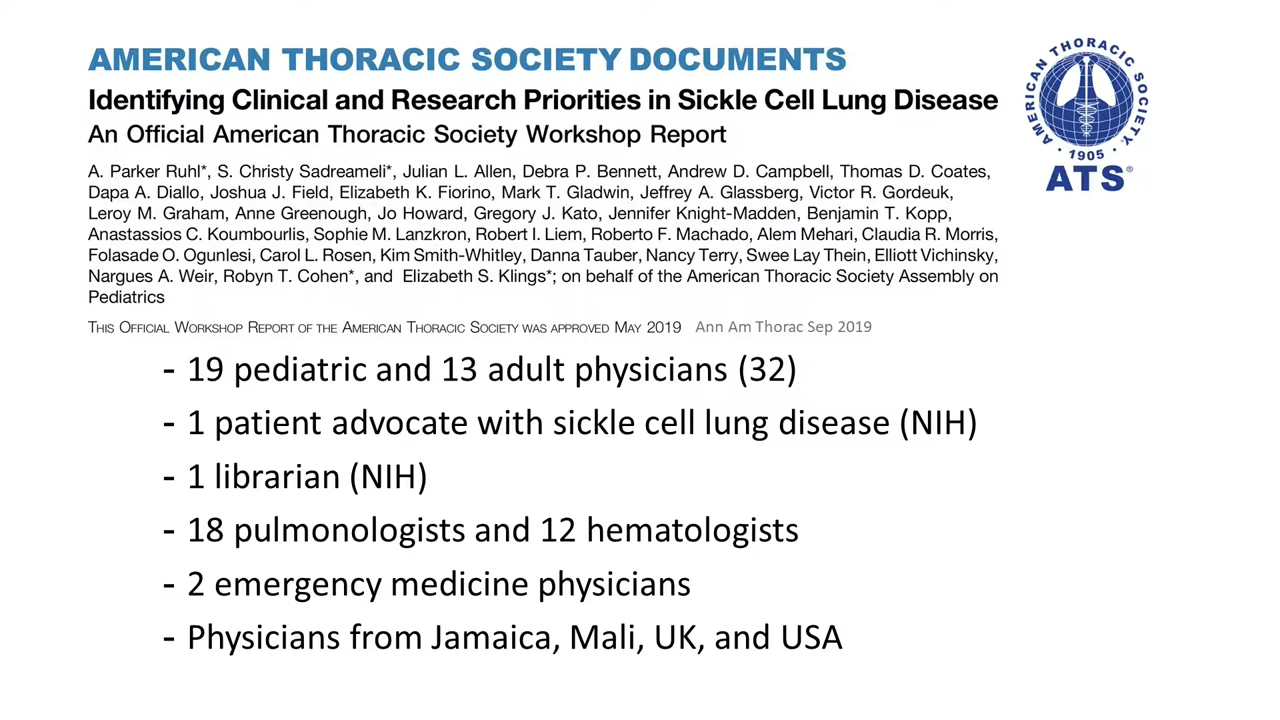 AMERICAN THORACIC SOCIETY DOCUMENTS
Identifying Clinical and Research Priorities in Sickle Cell Lung Disease
An Official American Thoracic Society Workshop Report
A. Parker Ruhl*, S. Christy Sadreameli*, Julian L. Allen, Debra P. Bennett, Andrew D. Campbell, Thomas D. Coates,
Dapa A. Diallo, Joshua J. Field, Elizabeth K. Fiorino, Mark T. Gladwin, Jeffrey A. Glassberg, Victor R. Gordeuk,
Leroy M. Graham, Anne Greenough, Jo Howard, Gregory J. Kato, Jennifer Knight-Madden, Benjamin T. Kopp,
Anastassios C. Koumbourlis, Sophie M. Lanzkron, Robert I. Liem, Roberto F. Machado, Alem Mehari, Claudia R. Morris,
Folasade O. Ogunlesi, Carol L. Rosen, Kim Smith-Whitley, Danna Tauber, Nancy Terry, Swee Lay Thein, Elliott Vichinsky,
Nargues A. Weir, Robyn T. Cohen*, and Elizabeth S. Klings*; on behalf of the American Thoracic Society Assembly on
Pediatrics
THIS OFFICIAL WORKSHOP REPORT OF THE AMERICAN THORACIC SOCIETY WAS APPROVED MAY 2019 Ann Am Thorac Sep 2019
AMERICAN THORACIC SOCIETY
· 1905 ·
ATS®
- 19 pediatric and 13 adult physicians (32)
- 1 patient advocate with sickle cell lung disease (NIH)
- 1 librarian (NIH)
- 18 pulmonologists and 12 hematologists
- 2 emergency medicine physicians
- Physicians from Jamaica, Mali, UK, and USA